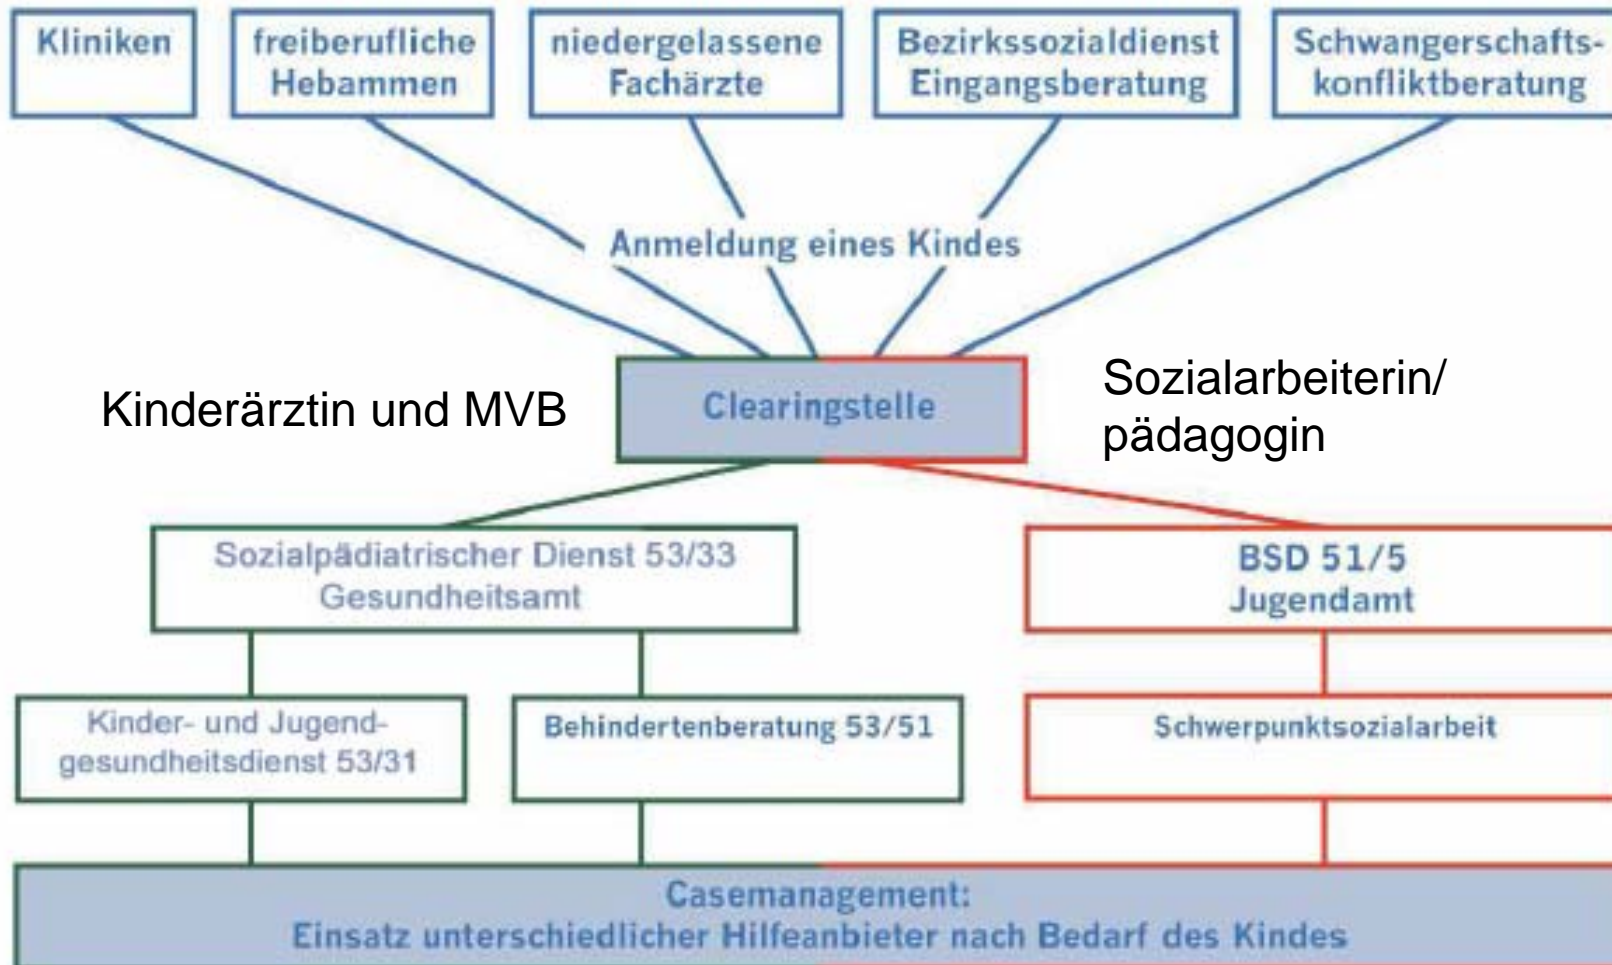 Kliniken
freiberufliche
Hebammen
niedergelassene
Fachärzte
Bezirkssozialdienst
Eingangsberatung
Schwangerschafts-
konfliktberatung
Anmeldung eines Kindes
Kinderärztin und MVB
Clearingstelle
Sozialarbeiterin/
pädagogin
Sozialpädiatrischer Dienst 53/33
Gesundheitsamt
BSD 51/5
Jugendamt
Kinder- und Jugend-
gesundheitsdienst 53/31
Behindertenberatung 53/51
Schwerpunktsozialarbeit
Casemanagement:
Einsatz unterschiedlicher Hilfeanbieter nach Bedarf des Kindes